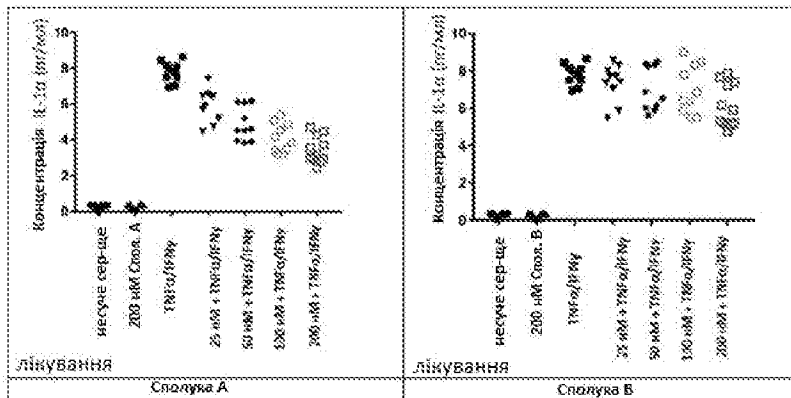 Концентрація IL-1α (пг/мл)
10
8
6
4
2
0
несуче сер-ще
200 нМ Спол. А
TNFα/IFNγ
25 нМ + TNFα/IFNγ
50 нМ + TNFα/IFNγ
100 нМ + TNFα/IFNγ
200 нМ + TNFα/IFNγ
лікування
Сполука А
Концентрація IL-1α (пг/мл)
10
8
6
4
2
0
несуче сер-ще
200 нМ Спол. В
TNFα/IFNγ
25 нМ + TNFα/IFNγ
50 нМ + TNFα/IFNγ
100 нМ + TNFα/IFNγ
200 нМ + TNFα/IFNγ
лікування
Сполука В